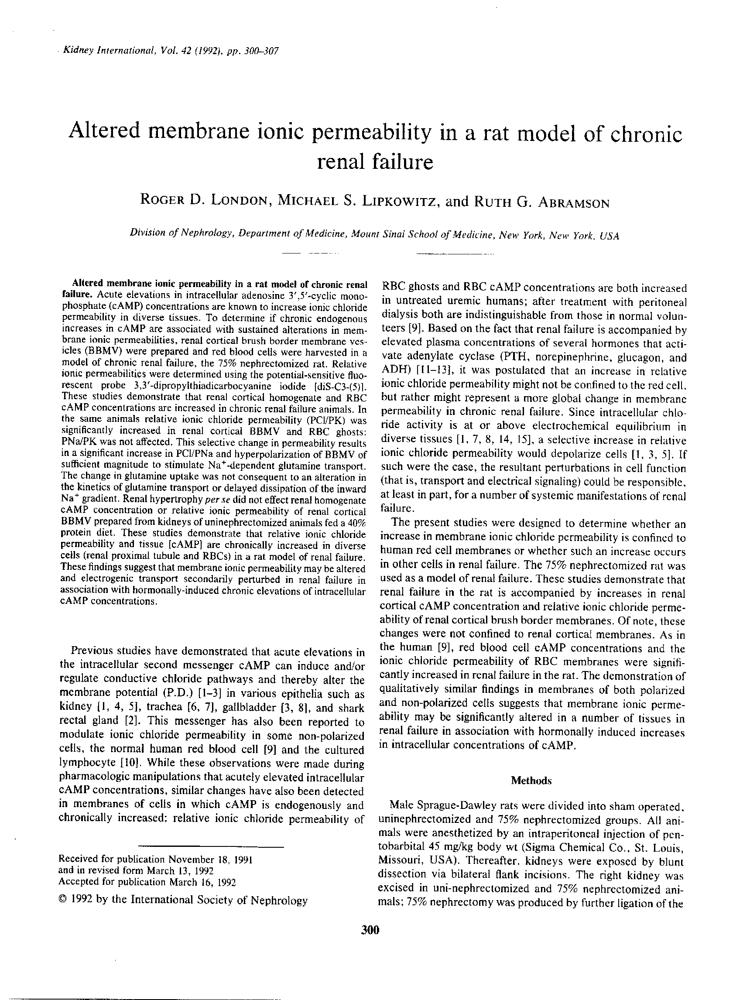 Kidney International, Vol. 42 (1992), pp. 300–307
Altered membrane ionic permeability in a rat model of chronic
renal failure
ROGER D. LONDON, MICHAEL S. LIPKOWITZ, and RUTH G. ABRAMSON
Division of Nephrology, Department of Medicine, Mount Sinai School of Medicine, New York, New York, USA
Altered membrane ionic permeability in a rat model of chronic renal
failure. Acute elevations in intracellular adenosine 3',5'-cyclic mono-
phosphate (cAMP) concentrations are known to increase ionic chloride
permeability in diverse tissues. To determine if chronic endogenous
increases in cAMP are associated with sustained alterations in mem-
brane ionic permeabilities, renal cortical brush border membrane ves-
icles (BBMV) were prepared and red blood cells were harvested in a
model of chronic renal failure, the 75% nephrectomized rat. Relative
ionic permeabilities were determined using the potential-sensitive fluo-
rescent probe 3,3'-dipropylthiadicarbocyanine iodide [diS-C3-(5)].
These studies demonstrate that renal cortical homogenate and RBC
cAMP concentrations are increased in chronic renal failure animals. In
the same animals relative ionic chloride permeability (PCl/PK) was
significantly increased in renal cortical BBMV and RBC ghosts:
PNa/PK was not affected. This selective change in permeability results
in a significant increase in PCl/PNa and hyperpolarization of BBMV of
sufficient magnitude to stimulate Na⁺-dependent glutamine transport.
The change in glutamine uptake was not consequent to an alteration in
the kinetics of glutamine transport or delayed dissipation of the inward
Na⁺ gradient. Renal hypertrophy per se did not effect renal homogenate
cAMP concentration or relative ionic permeability of renal cortical
BBMV prepared from kidneys of uninephrectomized animals fed a 40%
protein diet. These studies demonstrate that relative ionic chloride
permeability and tissue [cAMP] are chronically increased in diverse
cells (renal proximal tubule and RBCs) in a rat model of renal failure.
These findings suggest that membrane ionic permeability may be altered
and electrogenic transport secondarily perturbed in renal failure in
association with hormonally-induced chronic elevations of intracellular
cAMP concentrations.
Previous studies have demonstrated that acute elevations in
the intracellular second messenger cAMP can induce and/or
regulate conductive chloride pathways and thereby alter the
membrane potential (P.D.) [1–3] in various epithelia such as
kidney [1, 4, 5], trachea [6, 7], gallbladder [3, 8], and shark
rectal gland [2]. This messenger has also been reported to
modulate ionic chloride permeability in some non-polarized
cells, the normal human red blood cell [9] and the cultured
lymphocyte [10]. While these observations were made during
pharmacologic manipulations that acutely elevated intracellular
cAMP concentrations, similar changes have also been detected
in membranes of cells in which cAMP is endogenously and
chronically increased: relative ionic chloride permeability of
Received for publication November 18, 1991
and in revised form March 13, 1992
Accepted for publication March 16, 1992
© 1992 by the International Society of Nephrology
RBC ghosts and RBC cAMP concentrations are both increased
in untreated uremic humans; after treatment with peritoneal
dialysis both are indistinguishable from those in normal volun-
teers [9]. Based on the fact that renal failure is accompanied by
elevated plasma concentrations of several hormones that acti-
vate adenylate cyclase (PTH, norepinephrine, glucagon, and
ADH) [11–13], it was postulated that an increase in relative
ionic chloride permeability might not be confined to the red cell,
but rather might represent a more global change in membrane
permeability in chronic renal failure. Since intracellular chlo-
ride activity is at or above electrochemical equilibrium in
diverse tissues [1, 7, 8, 14, 15], a selective increase in relative
ionic chloride permeability would depolarize cells [1, 3, 5]. If
such were the case, the resultant perturbations in cell function
(that is, transport and electrical signaling) could be responsible,
at least in part, for a number of systemic manifestations of renal
failure.
The present studies were designed to determine whether an
increase in membrane ionic chloride permeability is confined to
human red cell membranes or whether such an increase occurs
in other cells in renal failure. The 75% nephrectomized rat was
used as a model of renal failure. These studies demonstrate that
renal failure in the rat is accompanied by increases in renal
cortical cAMP concentration and relative ionic chloride perme-
ability of renal cortical brush border membranes. Of note, these
changes were not confined to renal cortical membranes. As in
the human [9], red blood cell cAMP concentrations and the
ionic chloride permeability of RBC membranes were signifi-
cantly increased in renal failure in the rat. The demonstration of
qualitatively similar findings in membranes of both polarized
and non-polarized cells suggests that membrane ionic perme-
ability may be significantly altered in a number of tissues in
renal failure in association with hormonally induced increases
in intracellular concentrations of cAMP.
Methods
Male Sprague-Dawley rats were divided into sham operated,
uninephrectomized and 75% nephrectomized groups. All ani-
mals were anesthetized by an intraperitoneal injection of pen-
tobarbital 45 mg/kg body wt (Sigma Chemical Co., St. Louis,
Missouri, USA). Thereafter, kidneys were exposed by blunt
dissection via bilateral flank incisions. The right kidney was
excised in uni-nephrectomized and 75% nephrectomized ani-
mals; 75% nephrectomy was produced by further ligation of the
300